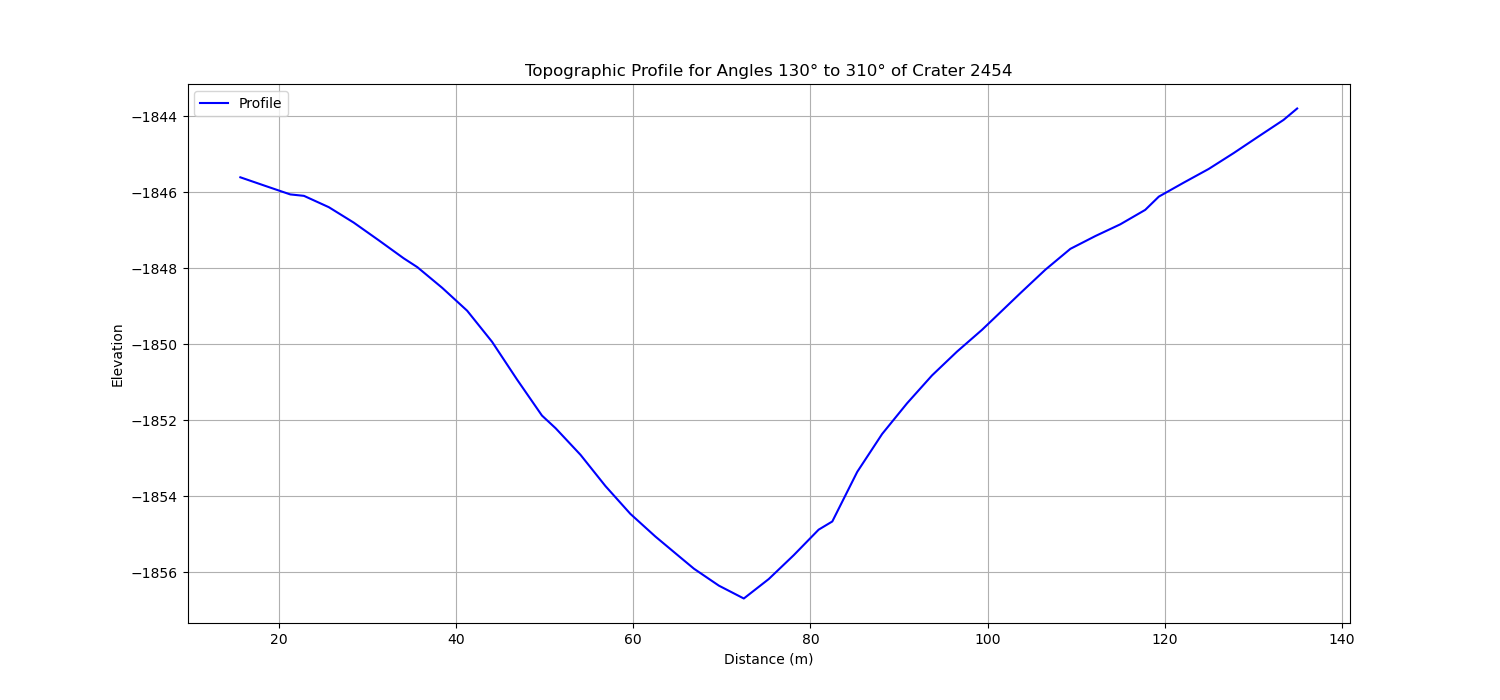 Topographic Profile for Angles 130° to 310° of Crater 2454
Profile
−1844
−1846
−1848
−1850
−1852
−1854
−1856
Elevation
20 40 60 80 100 120 140
Distance (m)